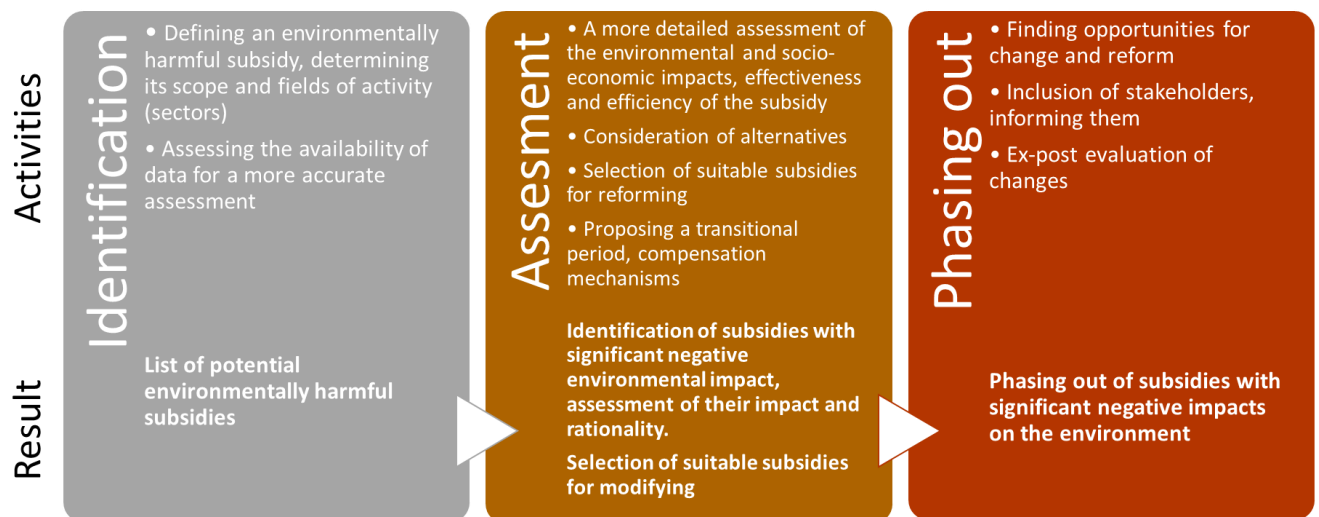 Activities
Result
Identification
• Defining an environmentally
harmful subsidy, determining
its scope and fields of activity
(sectors)
• Assessing the availability of
data for a more accurate
assessment
List of potential
environmentally harmful
subsidies
Assessment
• A more detailed assessment of
the environmental and socio-
economic impacts, effectiveness
and efficiency of the subsidy
• Consideration of alternatives
• Selection of suitable subsidies
for reforming
• Proposing a transitional
period, compensation
mechanisms
Identification of subsidies with
significant negative
environmental impact,
assessment of their impact and
rationality.
Selection of suitable subsidies
for modifying
Phasing out
• Finding opportunities for
change and reform
• Inclusion of stakeholders,
informing them
• Ex-post evaluation of
changes
Phasing out of subsidies with
significant negative impacts
on the environment